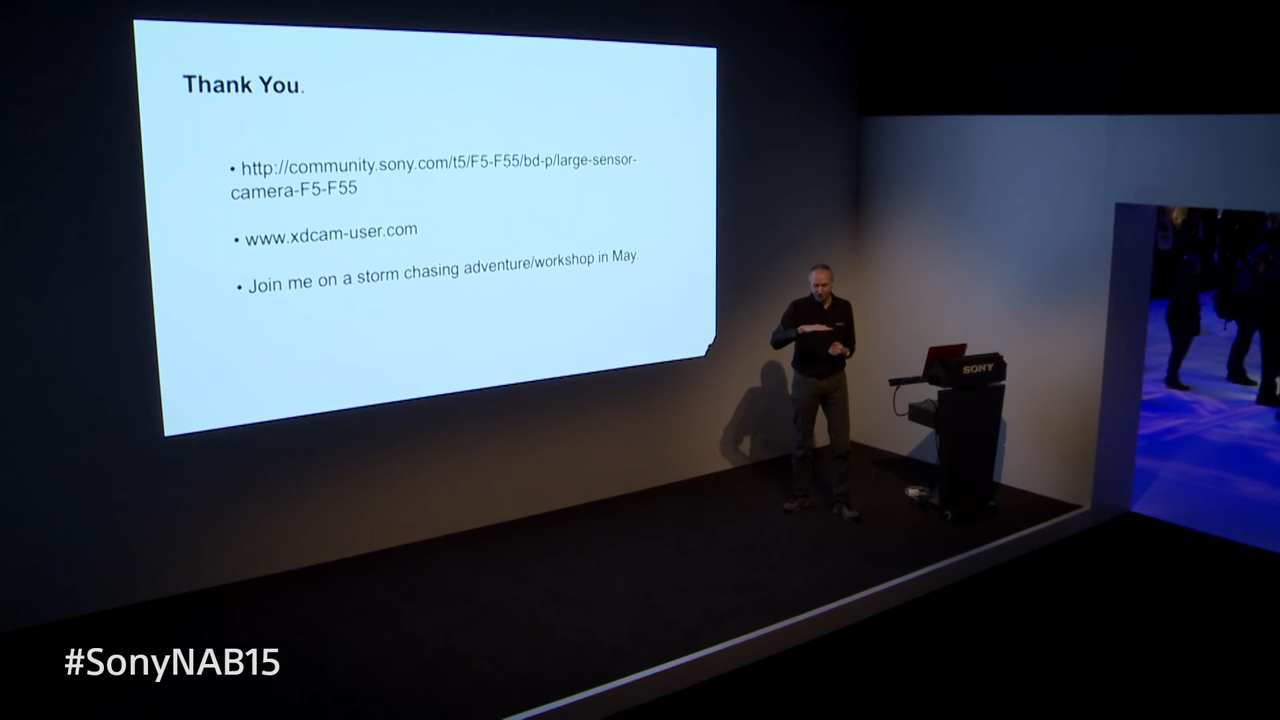 Thank You.
• http://community.sony.com/t5/F5-F55/bd-p/large-sensor-
camera-F5-F55
• www.xdcam-user.com
• Join me on a storm chasing adventure/workshop in May.
SONY
#SonyNAB15